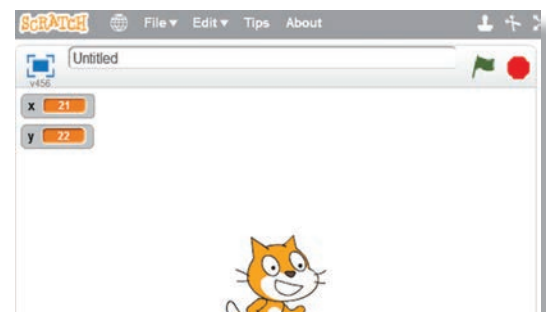 SCRATCH File Edit Tips About
Untitled
v456
x 21
y 22